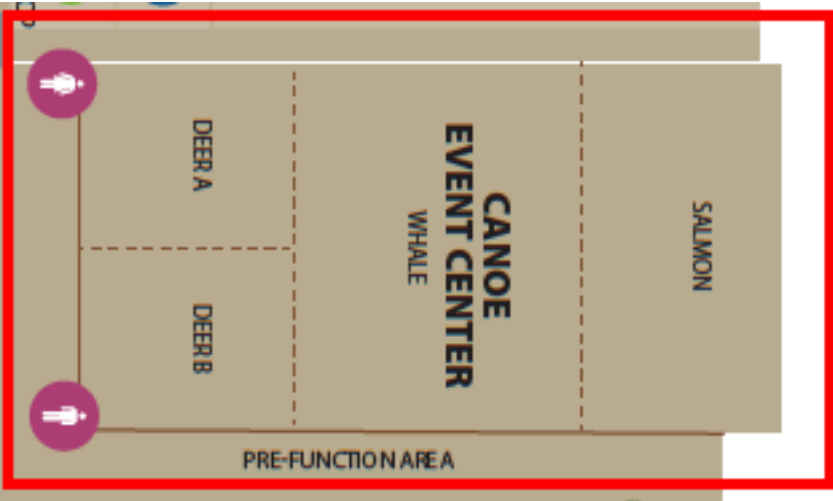 DEER A
DEER B
CANOE
EVENT CENTER
WHALE
SALMON
PRE-FUNCTION AREA